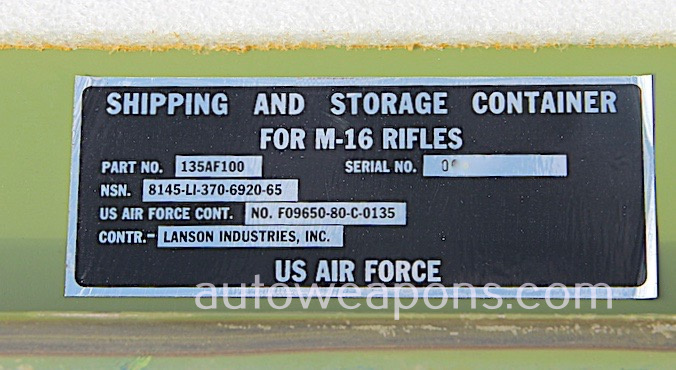 SHIPPING AND STORAGE CONTAINER
FOR M-16 RIFLES
PART NO. 135AF100 SERIAL NO.
NSN. 8145-LI-370-6920-65
US AIR FORCE CONT. NO. F09650-80-C-0135
CONTR.- LANSON INDUSTRIES, INC.
US AIR FORCE
autoweapons.com